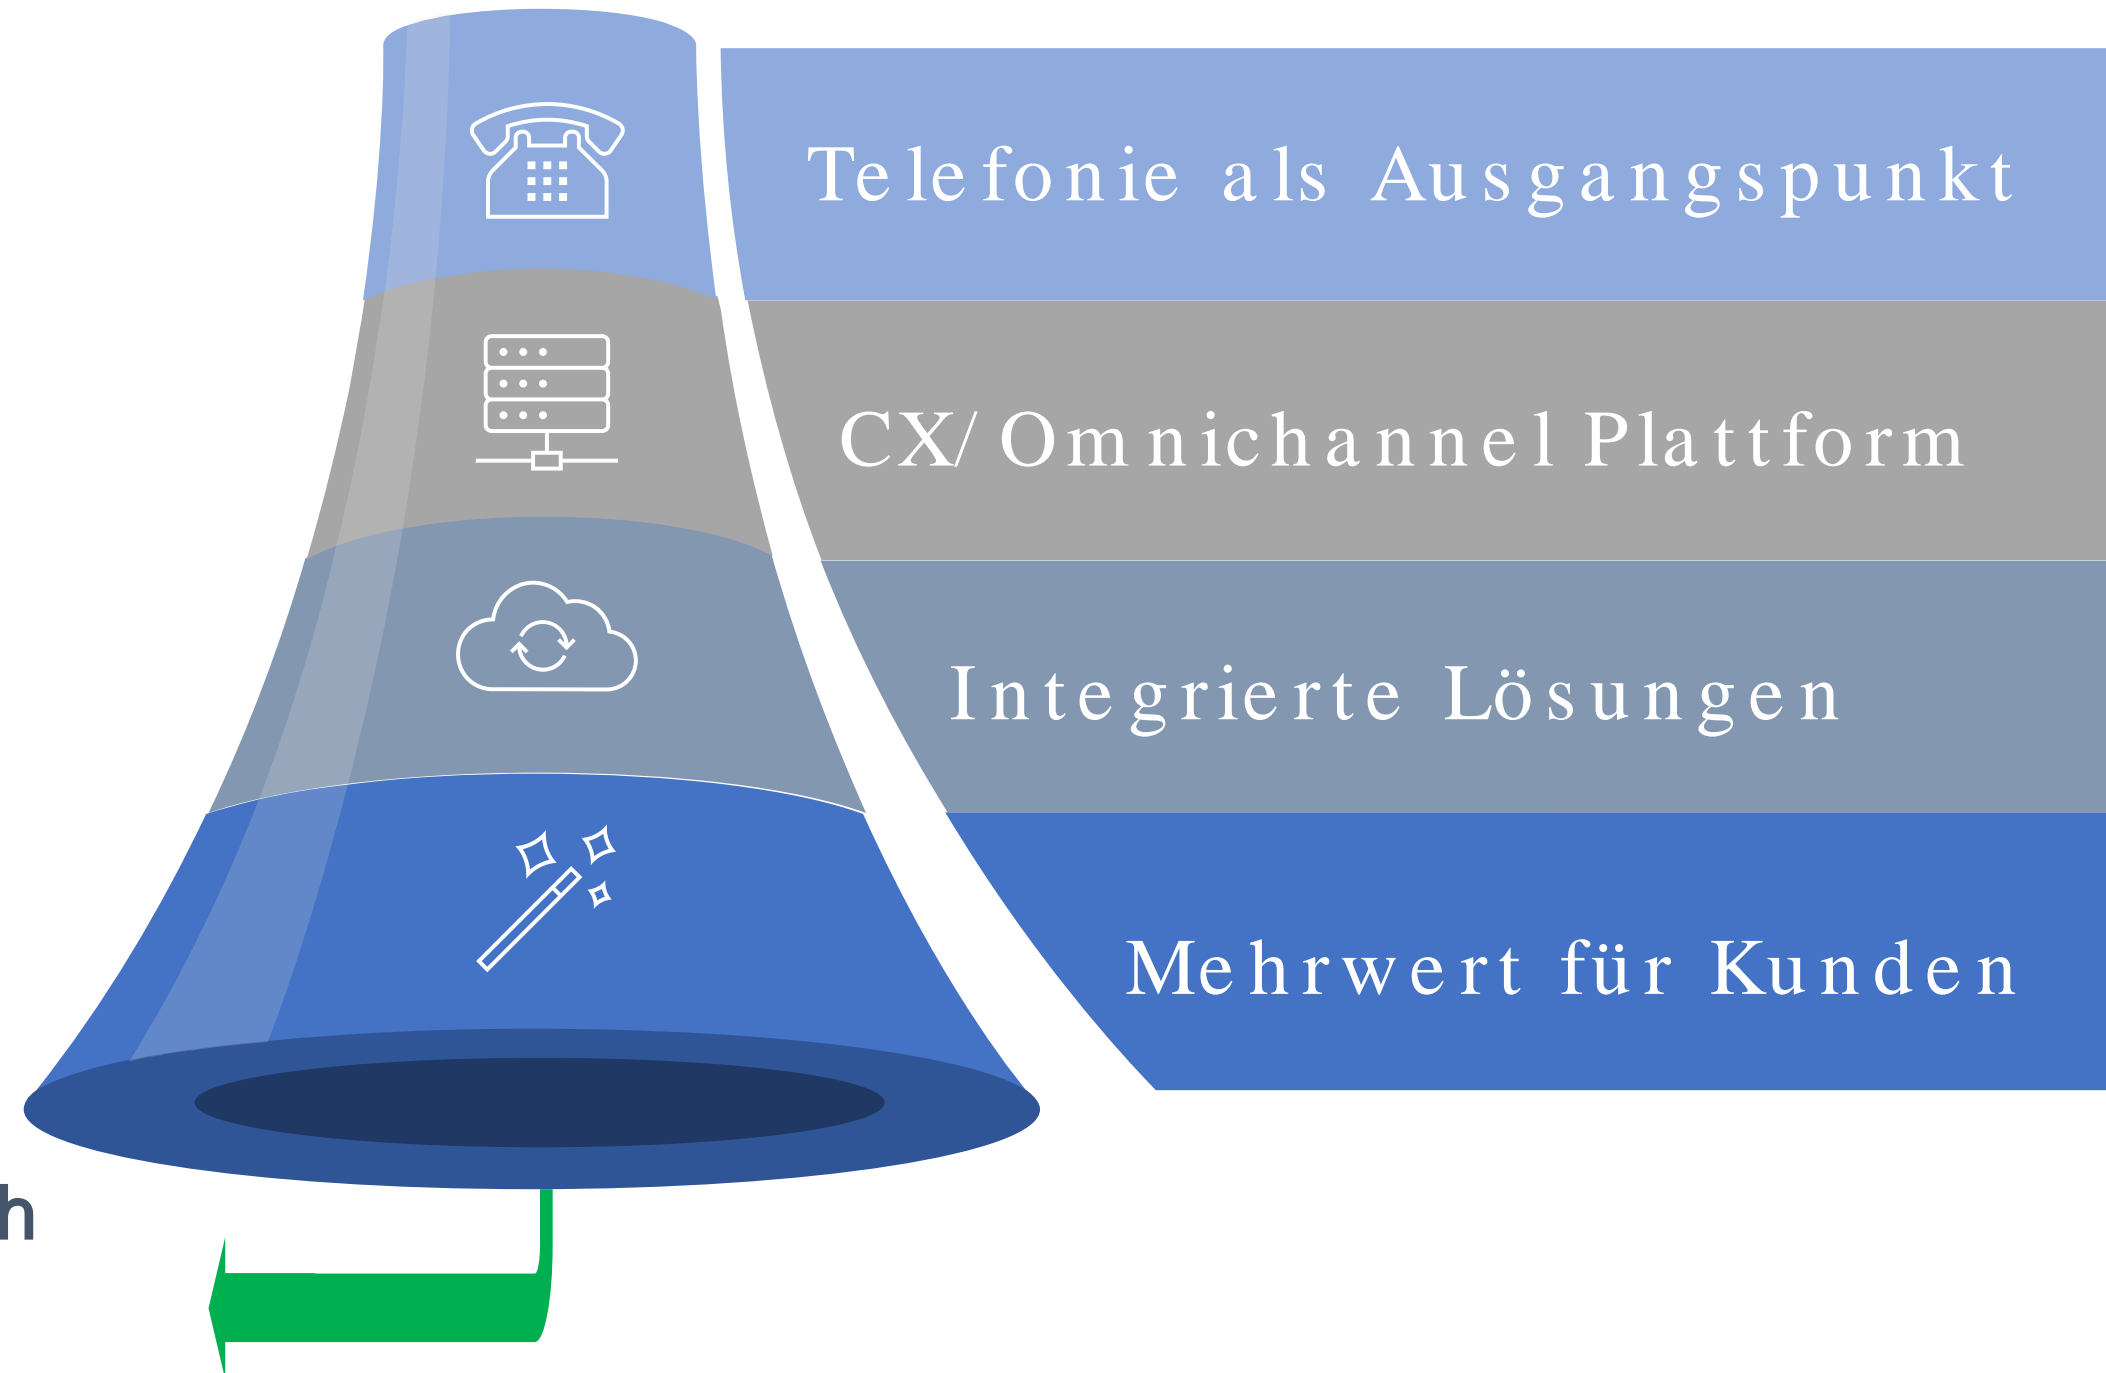 Telefonie als Ausgangspunkt
CX/Omnichannel Plattform
Integrierte Lösungen
Mehrwert für Kunden
h